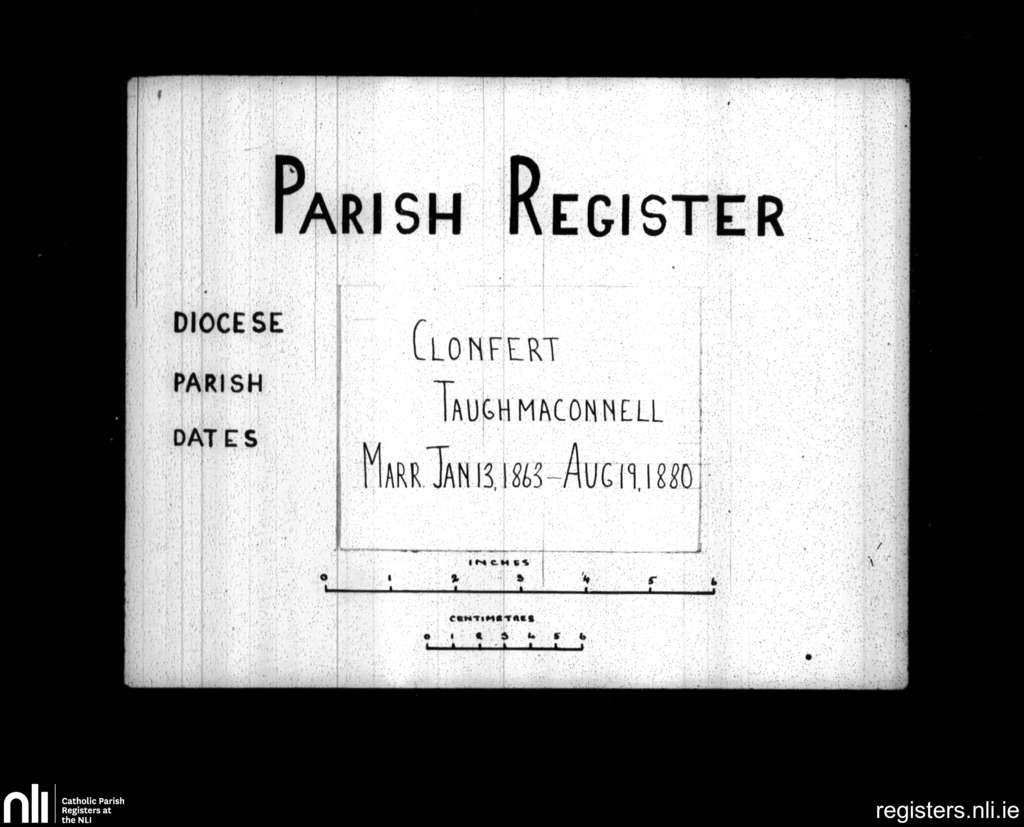 PARISH REGISTER
DIOCESE CLONFERT
PARISH TAUGHMACONNELL
DATES MARR. JAN 13, 1863 – AUG 19, 1880
INCHES
0 1 2 3 4 5 6
CENTIMETRES
0 1 2 3 4 5 6
nli Catholic Parish
Registers at
the NLI
registers.nli.ie